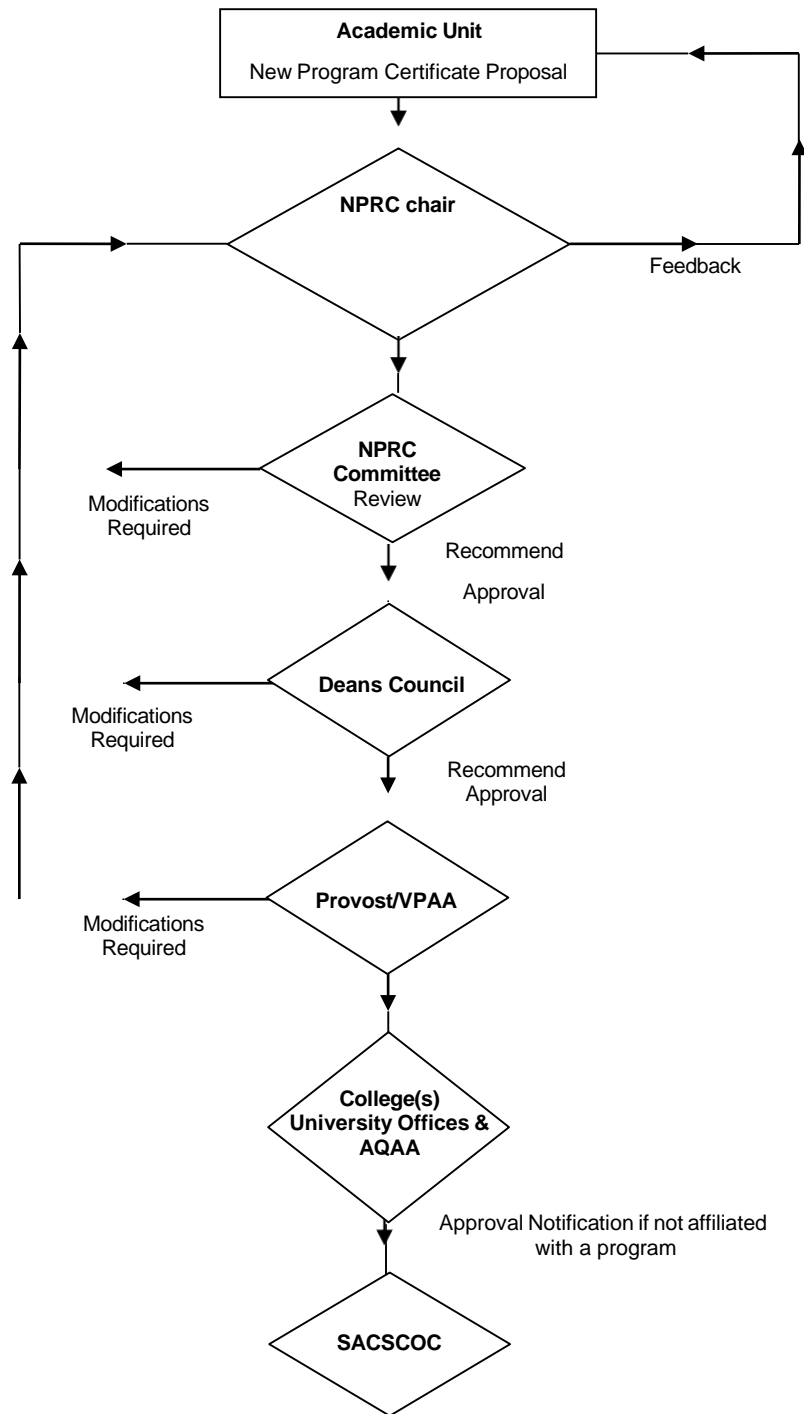 Academic Unit
New Program Certificate Proposal
NPRC chair
Feedback
NPRC
Committee
Review
Modifications
Required
Recommend
Approval
Deans Council
Modifications
Required
Recommend
Approval
Provost/VPAA
Modifications
Required
College(s)
University Offices &
AQAA
Approval Notification if not affiliated
with a program
SACSCOC